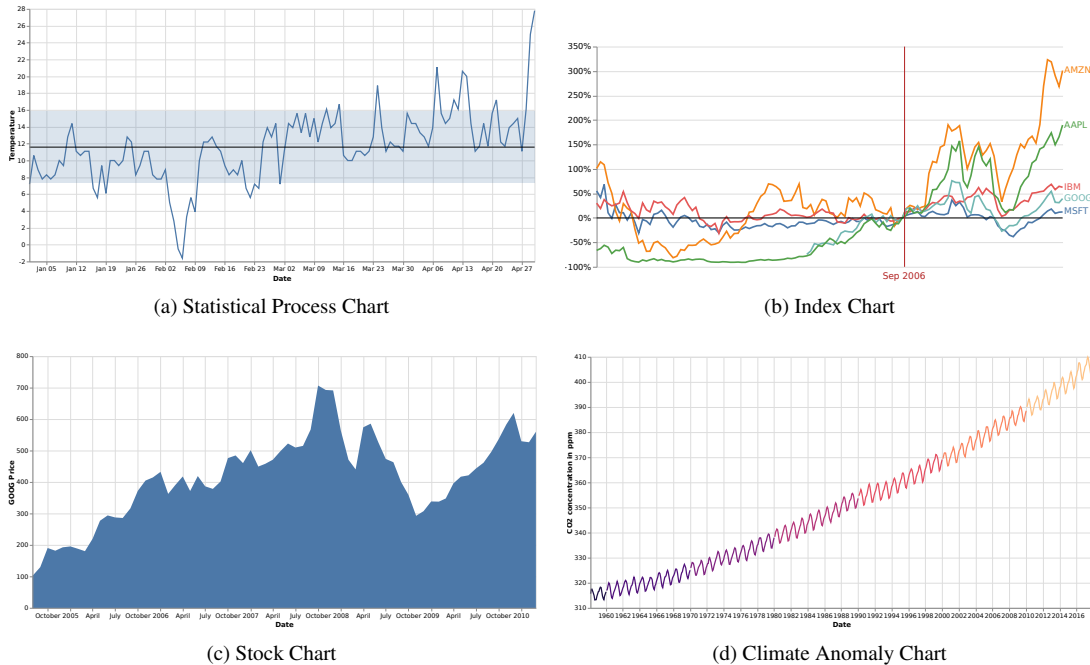 28
26
24
22
20
18
16
14
12
10
8
6
4
2
0
-2
Temperature
Jan 05 Jan 12 Jan 19 Jan 26 Feb 02 Feb 09 Feb 16 Feb 23 Mar 02 Mar 09 Mar 16 Mar 23 Mar 30 Apr 06 Apr 13 Apr 20 Apr 27
Date
(a) Statistical Process Chart
350%
300%
250%
200%
150%
100%
50%
0%
-50%
-100%
AMZN
AAPL
IBM
GOOG
MSFT
Sep 2006
(b) Index Chart
800
700
600
500
400
300
200
100
0
GOOG Price
October 2005 April July October 2006 April July October 2007 April July October 2008 April July October 2009 April July October 2010
Date
(c) Stock Chart
410
400
390
380
370
360
350
340
330
320
310
CO2 concentration in ppm
1960 1962 1964 1966 1968 1970 1972 1974 1976 1978 1980 1982 1984 1986 1988 1990 1992 1994 1996 1998 2000 2002 2004 2006 2008 2010 2012 2014 2016
Date
(d) Climate Anomaly Chart